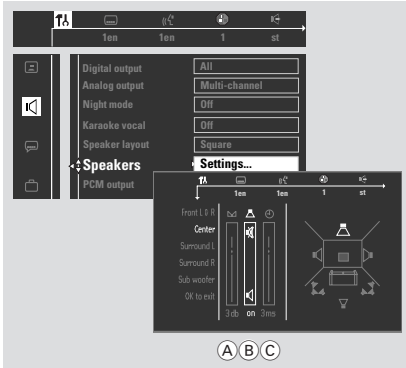 1en 1en 1 st
Digital output All
Analog output Multi-channel
Night mode Off
Karaoke vocal Off
Speaker layout Square
Speakers Settings...
PCM output
1en 1en 1 st
Front L & R
Center
Surround L
Surround R
Sub woofer
OK to exit
3 db on 3 ms
A B C